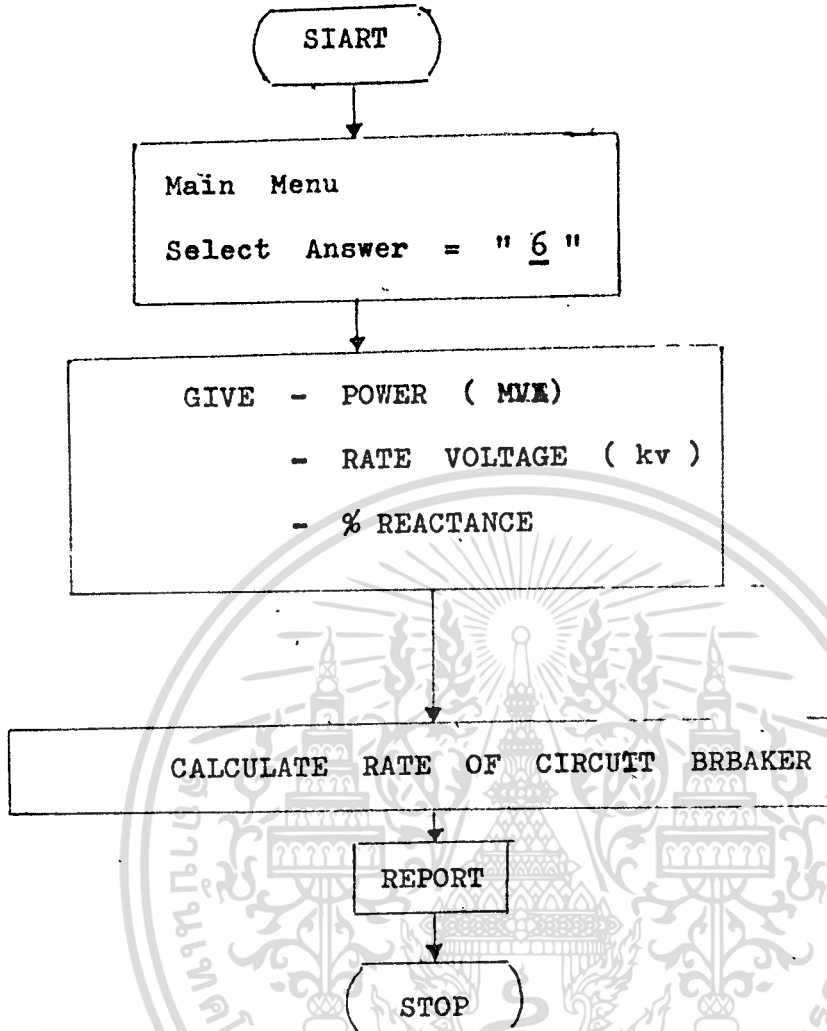 SIART
Main Menu
Select Answer = " 6 "
GIVE - POWER ( MVA)
- RATE VOLTAGE ( kv )
- % REACTANCE
CALCULATE RATE OF CIRCUIT BRBAKER
REPORT
STOP